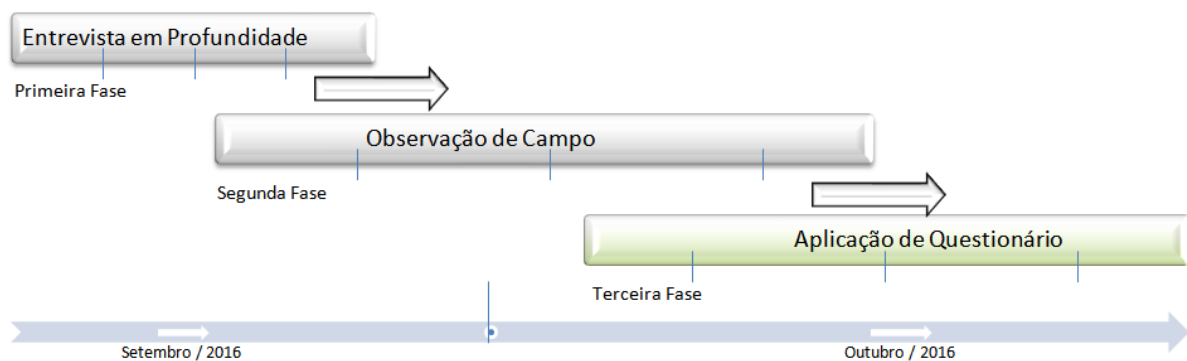 Entrevista em Profundidade
Primeira Fase
Observação de Campo
Segunda Fase
Aplicação de Questionário
Terceira Fase
Setembro / 2016
Outubro / 2016